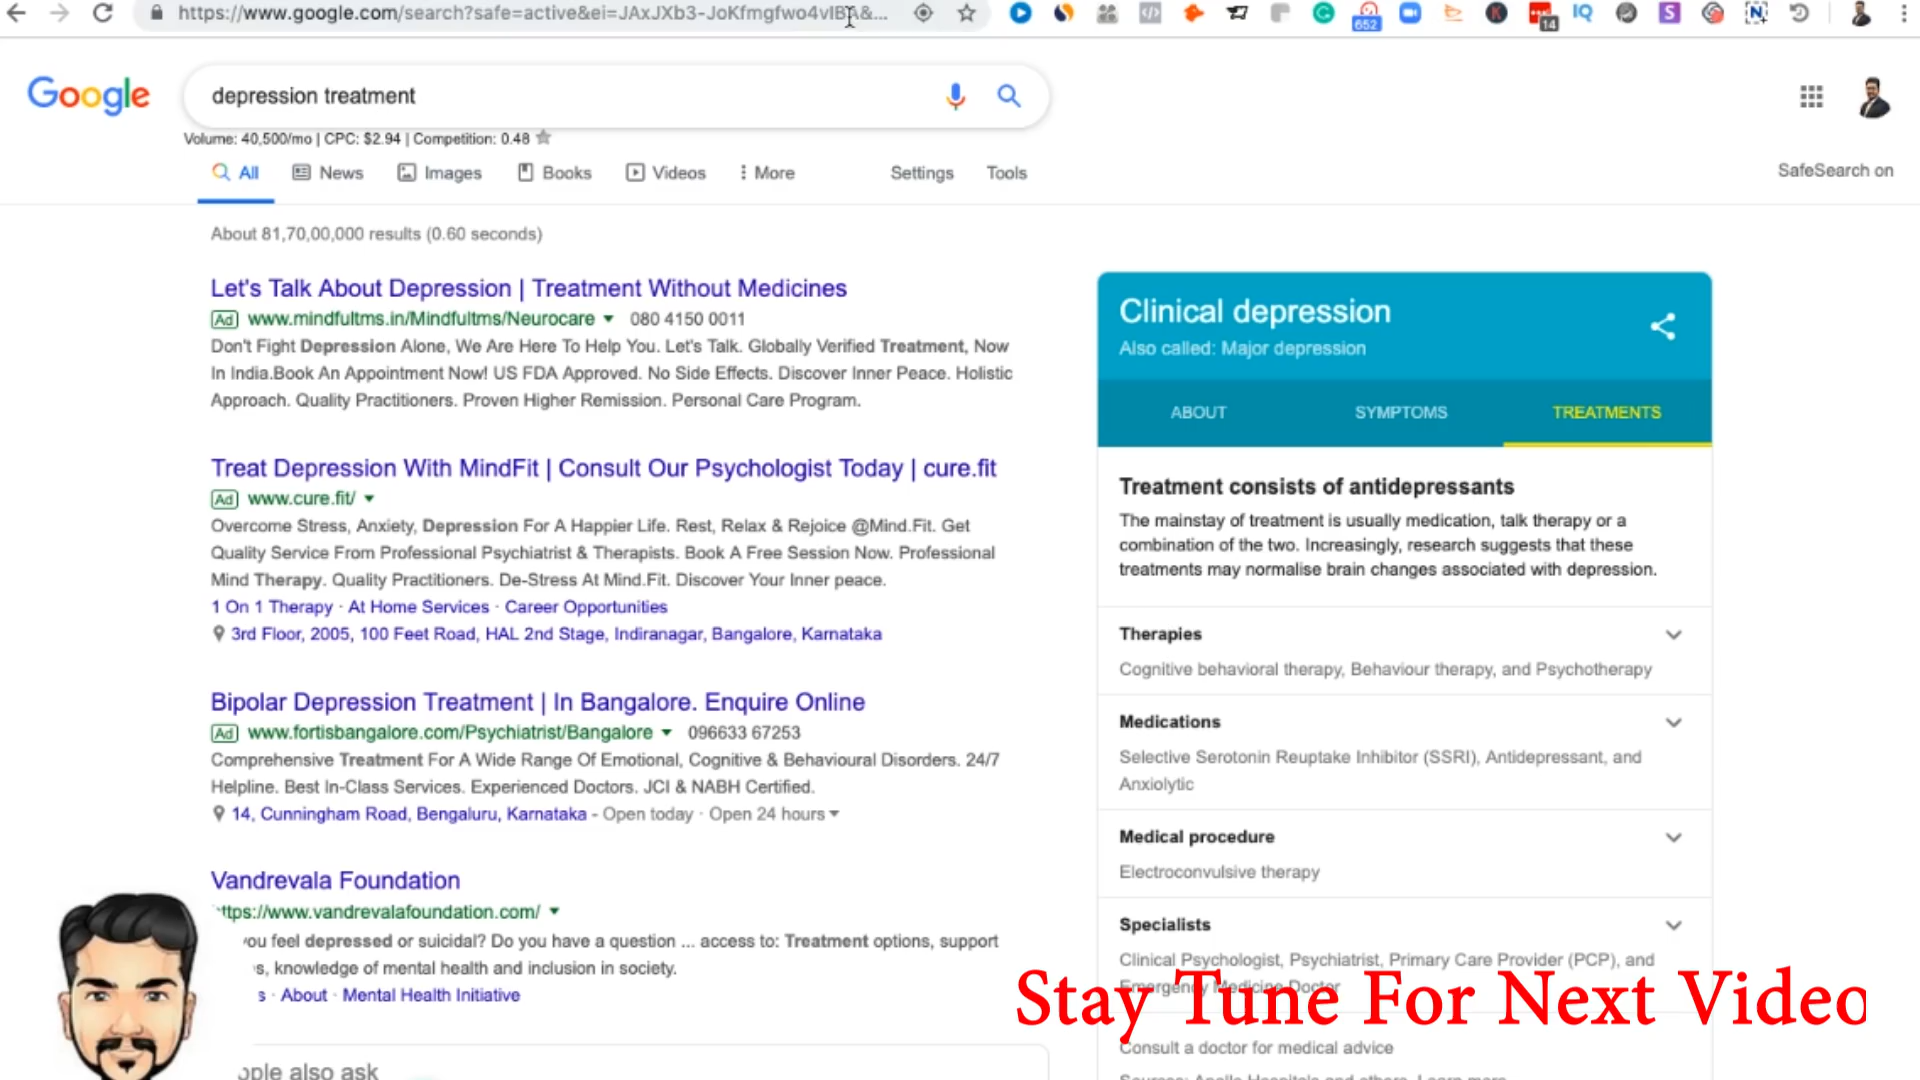 https://www.google.com/search?safe=active&ei=JAxJXb3-JoKfmgfwo4vIBA&...
652
14
IQ
S
N
Google
depression treatment
Volume: 40,500/mo | CPC: $2.94 | Competition: 0.48
All
News
Images
Books
Videos
More
Settings
Tools
SafeSearch on
About 81,70,00,000 results (0.60 seconds)
Let's Talk About Depression | Treatment Without Medicines
Ad www.mindfultms.in/Mindfultms/Neurocare 080 4150 0011
Don't Fight Depression Alone, We Are Here To Help You. Let's Talk. Globally Verified Treatment, Now
In India.Book An Appointment Now! US FDA Approved. No Side Effects. Discover Inner Peace. Holistic
Approach. Quality Practitioners. Proven Higher Remission. Personal Care Program.
Treat Depression With MindFit | Consult Our Psychologist Today | cure.fit
Ad www.cure.fit/
Overcome Stress, Anxiety, Depression For A Happier Life. Rest, Relax & Rejoice @Mind.Fit. Get
Quality Service From Professional Psychiatrist & Therapists. Book A Free Session Now. Professional
Mind Therapy. Quality Practitioners. De-Stress At Mind.Fit. Discover Your Inner peace.
1 On 1 Therapy · At Home Services · Career Opportunities
3rd Floor, 2005, 100 Feet Road, HAL 2nd Stage, Indiranagar, Bangalore, Karnataka
Bipolar Depression Treatment | In Bangalore. Enquire Online
Ad www.fortisbangalore.com/Psychiatrist/Bangalore 096633 67253
Comprehensive Treatment For A Wide Range Of Emotional, Cognitive & Behavioural Disorders. 24/7
Helpline. Best In-Class Services. Experienced Doctors. JCI & NABH Certified.
14, Cunningham Road, Bengaluru, Karnataka - Open today · Open 24 hours
Vandrevala Foundation
ttps://www.vandrevalafoundation.com/
you feel depressed or suicidal? Do you have a question ... access to: Treatment options, support
s, knowledge of mental health and inclusion in society.
s · About · Mental Health Initiative
ople also ask
Clinical depression
Also called: Major depression
ABOUT
SYMPTOMS
TREATMENTS
Treatment consists of antidepressants
The mainstay of treatment is usually medication, talk therapy or a
combination of the two. Increasingly, research suggests that these
treatments may normalise brain changes associated with depression.
Therapies
Cognitive behavioral therapy, Behaviour therapy, and Psychotherapy
Medications
Selective Serotonin Reuptake Inhibitor (SSRI), Antidepressant, and
Anxiolytic
Medical procedure
Electroconvulsive therapy
Specialists
Clinical Psychologist, Psychiatrist, Primary Care Provider (PCP), and
Emergency Medicine Doctor
Stay Tune For Next Video
Consult a doctor for medical advice
Sources: Apollo Hospitals and others. Learn more